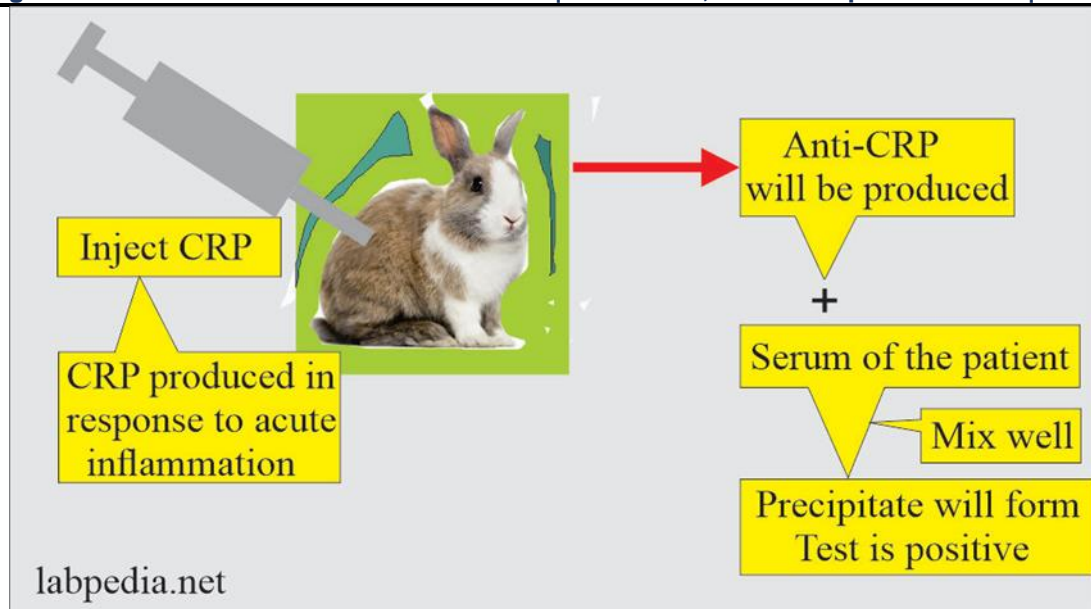 Inject CRP
CRP produced in
response to acute
inflammation
Anti-CRP
will be produced
+
Serum of the patient
Mix well
Precipitate will form
Test is positive
labpedia.net